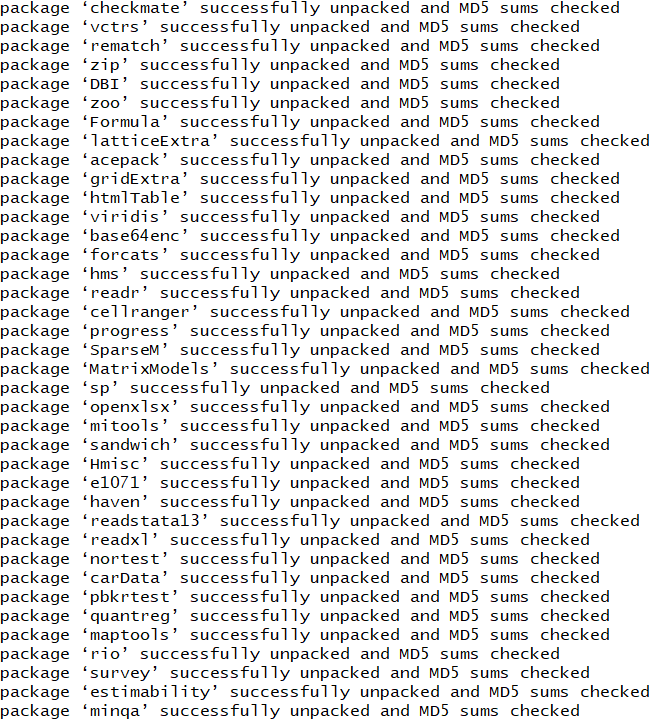 package ‘checkmate’ successfully unpacked and MD5 sums checked
package ‘vctrs’ successfully unpacked and MD5 sums checked
package ‘rematch’ successfully unpacked and MD5 sums checked
package ‘zip’ successfully unpacked and MD5 sums checked
package ‘DBI’ successfully unpacked and MD5 sums checked
package ‘zoo’ successfully unpacked and MD5 sums checked
package ‘Formula’ successfully unpacked and MD5 sums checked
package ‘latticeExtra’ successfully unpacked and MD5 sums checked
package ‘acepack’ successfully unpacked and MD5 sums checked
package ‘gridExtra’ successfully unpacked and MD5 sums checked
package ‘htmlTable’ successfully unpacked and MD5 sums checked
package ‘viridis’ successfully unpacked and MD5 sums checked
package ‘base64enc’ successfully unpacked and MD5 sums checked
package ‘forcats’ successfully unpacked and MD5 sums checked
package ‘hms’ successfully unpacked and MD5 sums checked
package ‘readr’ successfully unpacked and MD5 sums checked
package ‘cellranger’ successfully unpacked and MD5 sums checked
package ‘progress’ successfully unpacked and MD5 sums checked
package ‘SparseM’ successfully unpacked and MD5 sums checked
package ‘MatrixModels’ successfully unpacked and MD5 sums checked
package ‘sp’ successfully unpacked and MD5 sums checked
package ‘openxlsx’ successfully unpacked and MD5 sums checked
package ‘mitools’ successfully unpacked and MD5 sums checked
package ‘sandwich’ successfully unpacked and MD5 sums checked
package ‘Hmisc’ successfully unpacked and MD5 sums checked
package ‘e1071’ successfully unpacked and MD5 sums checked
package ‘haven’ successfully unpacked and MD5 sums checked
package ‘readstata13’ successfully unpacked and MD5 sums checked
package ‘readxl’ successfully unpacked and MD5 sums checked
package ‘nortest’ successfully unpacked and MD5 sums checked
package ‘carData’ successfully unpacked and MD5 sums checked
package ‘pbkrtest’ successfully unpacked and MD5 sums checked
package ‘quantreg’ successfully unpacked and MD5 sums checked
package ‘maptools’ successfully unpacked and MD5 sums checked
package ‘rio’ successfully unpacked and MD5 sums checked
package ‘survey’ successfully unpacked and MD5 sums checked
package ‘estimability’ successfully unpacked and MD5 sums checked
package ‘minqa’ successfully unpacked and MD5 sums checked